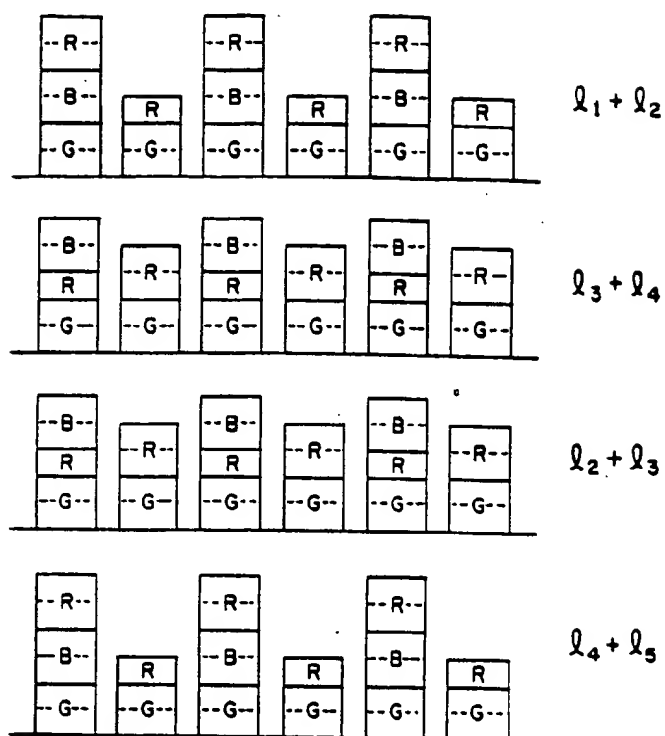 --R-- --R-- --R--
--B-- R --B-- R --B-- R ℓ1 + ℓ2
--G-- --G-- --G-- --G-- --G-- --G--
B--- --B-- --B-- ℓ3 + ℓ4
R --R-- R --R-- R --R--
--G-- --G-- --G-- --G-- --G-- --G--
--B-- --B-- --B--
R --R-- R --R-- R --R-- ℓ2 + ℓ3
--G-- --G-- --G-- --G-- --G-- --G--
--R-- --R-- --R--
--B-- R --B-- R --B-- R ℓ4 + ℓ5
--G-- --G-- --G-- --G-- --G-- --G--